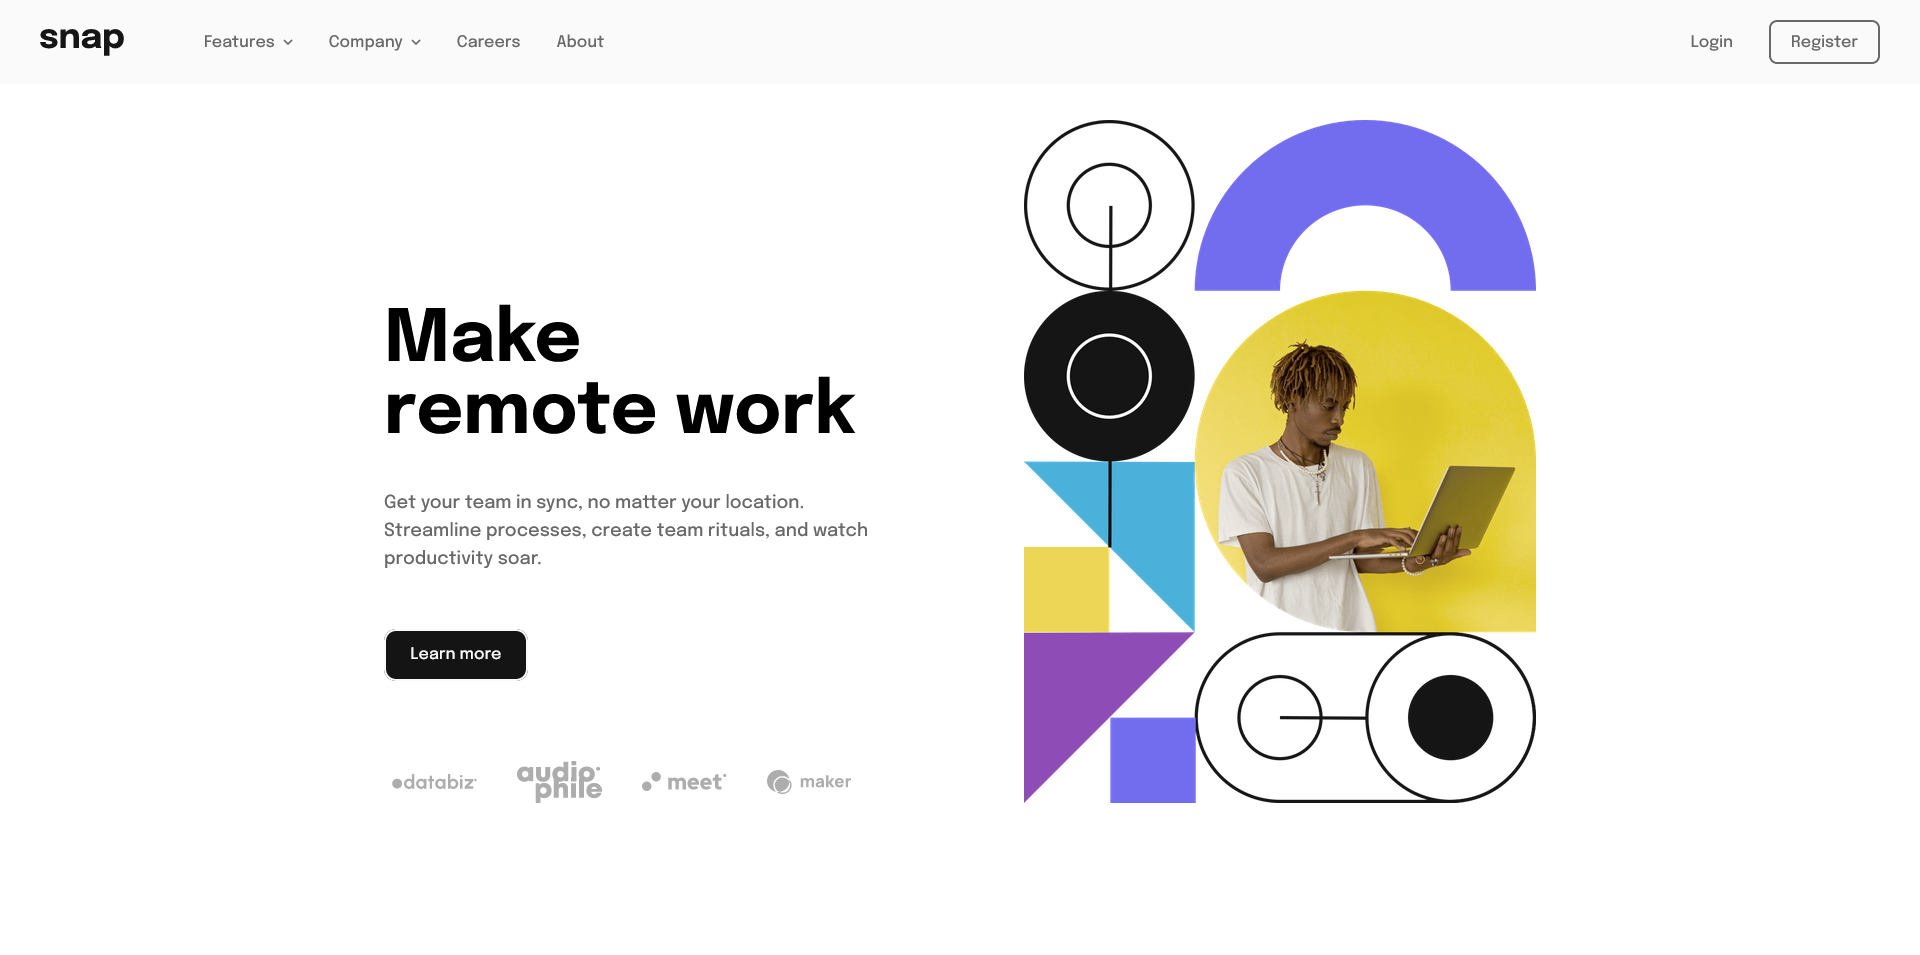 snap
Features
Company
Careers
About
Login
Register
Make
remote work
Get your team in sync, no matter your location.
Streamline processes, create team rituals, and watch
productivity soar.
Learn more
databiz
audiophile
meet
maker